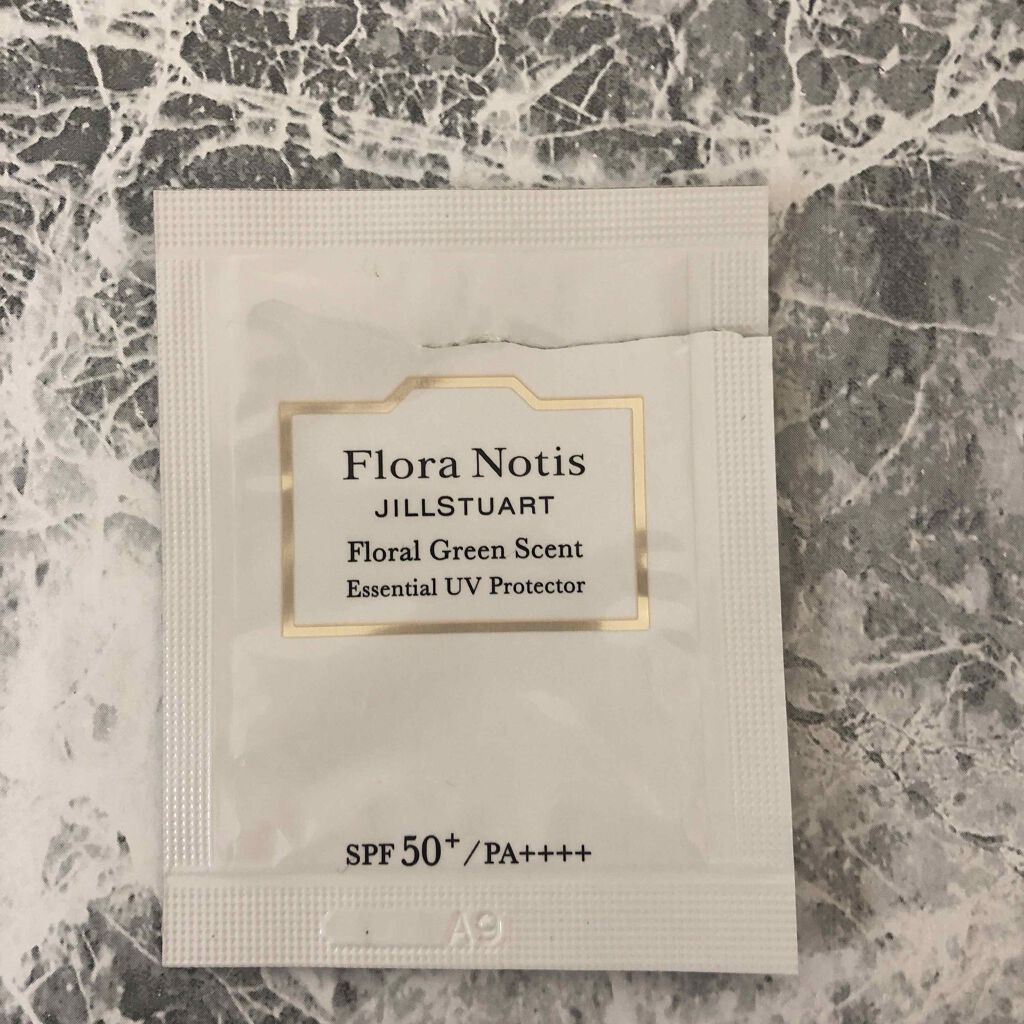 Flora Notis
JILLSTUART
Floral Green Scent
Essential UV Protector
SPF 50+/PA++++
A9